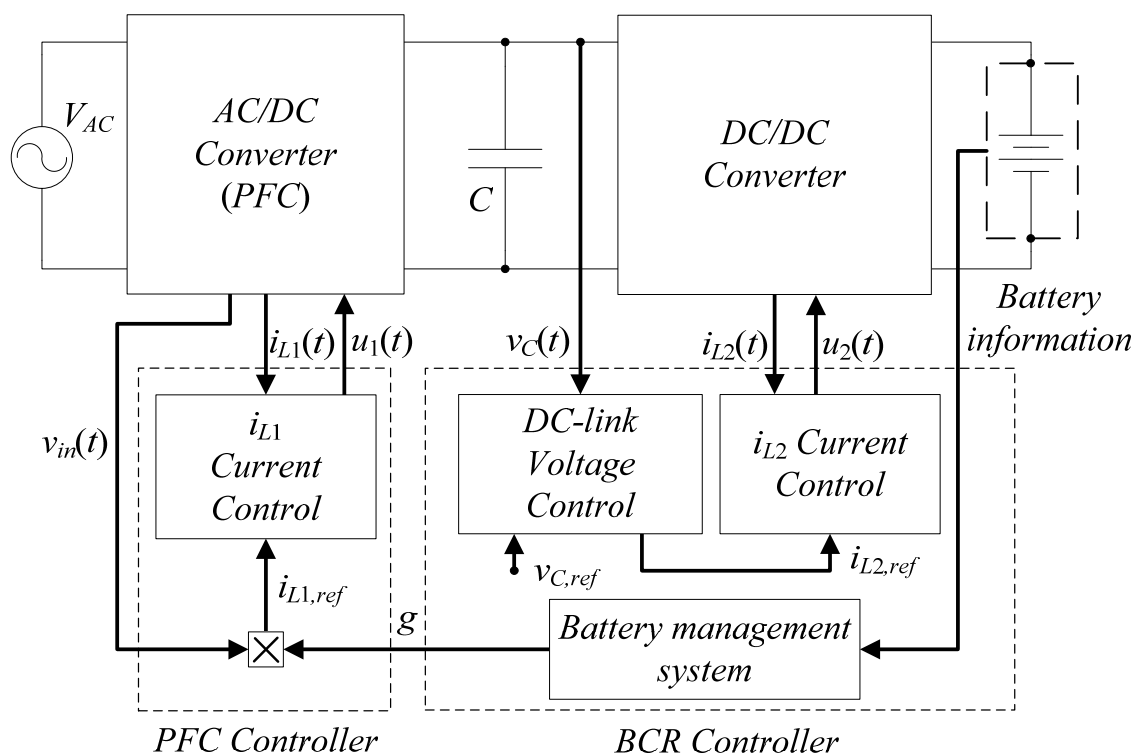 V_AC
AC/DC
Converter
(PFC)
C
DC/DC
Converter
Battery
information
i_L1(t)
u_1(t)
v_C(t)
i_L2(t)
u_2(t)
v_in(t)
i_L1
Current
Control
DC-link
Voltage
Control
i_L2 Current
Control
i_L1,ref
v_C,ref
i_L2,ref
g
Battery management
system
PFC Controller
BCR Controller